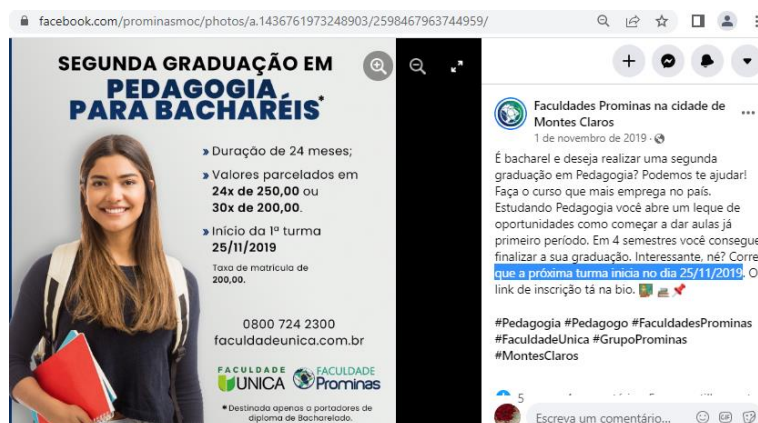 facebook.com/prominasmoc/photos/a.1436761973248903/2598467963744959/
SEGUNDA GRADUAÇÃO EM
PEDAGOGIA
PARA BACHARÉIS*
» Duração de 24 meses;
» Valores parcelados em
24x de 250,00 ou
30x de 200,00.
» Início da 1ª turma
25/11/2019
Taxa de matrícula de
200,00.
0800 724 2300
faculdadeunica.com.br
FACULDADE
UNICA
FACULDADE
Prominas
*Destinada apenas a portadores de
diploma de Bacharelado.
Faculdades Prominas na cidade de
Montes Claros
1 de novembro de 2019 ·
É bacharel e deseja realizar uma segunda
graduação em Pedagogia? Podemos te ajudar!
Faça o curso que mais emprega no país.
Estudando Pedagogia você abre um leque de
oportunidades como começar a dar aulas já
primeiro período. Em 4 semestres você consegue
finalizar a sua graduação. Interessante, né? Corre
que a próxima turma inicia no dia 25/11/2019. O
link de inscrição tá na bio.
#Pedagogia #Pedagogo #FaculdadesProminas
#FaculdadeUnica #GrupoProminas
#MontesClaros
5
Escreva um comentário...
GIF